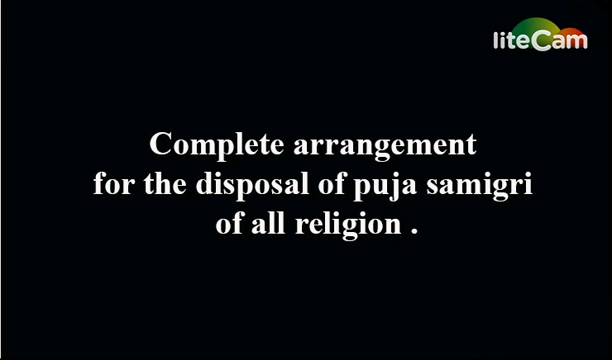 liteCam
Complete arrangement
for the disposal of puja samigri
of all religion .